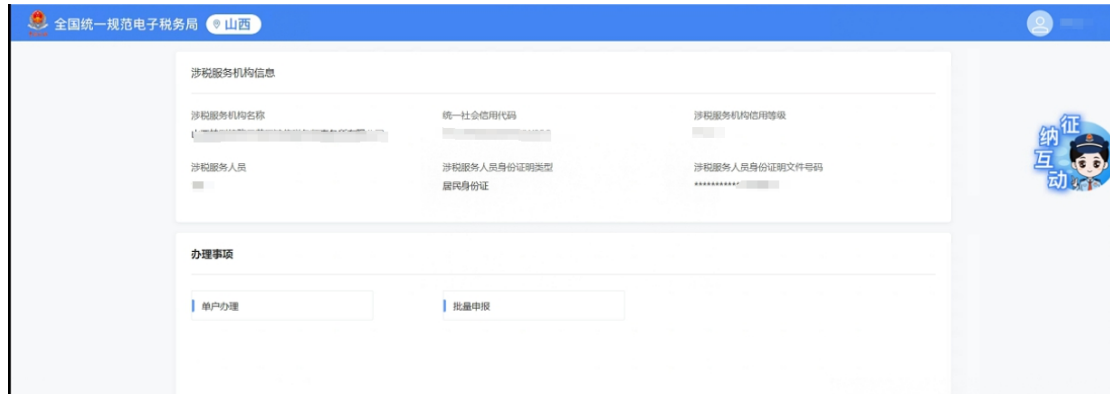 全国统一规范电子税务局 山西
涉税服务机构信息
涉税服务机构名称 统一社会信用代码 涉税服务机构信用等级
涉税服务人员 涉税服务人员身份证明类型 涉税服务人员身份证明文件号码
居民身份证 ***********
征纳互动
办理事项
单户办理 批量申报